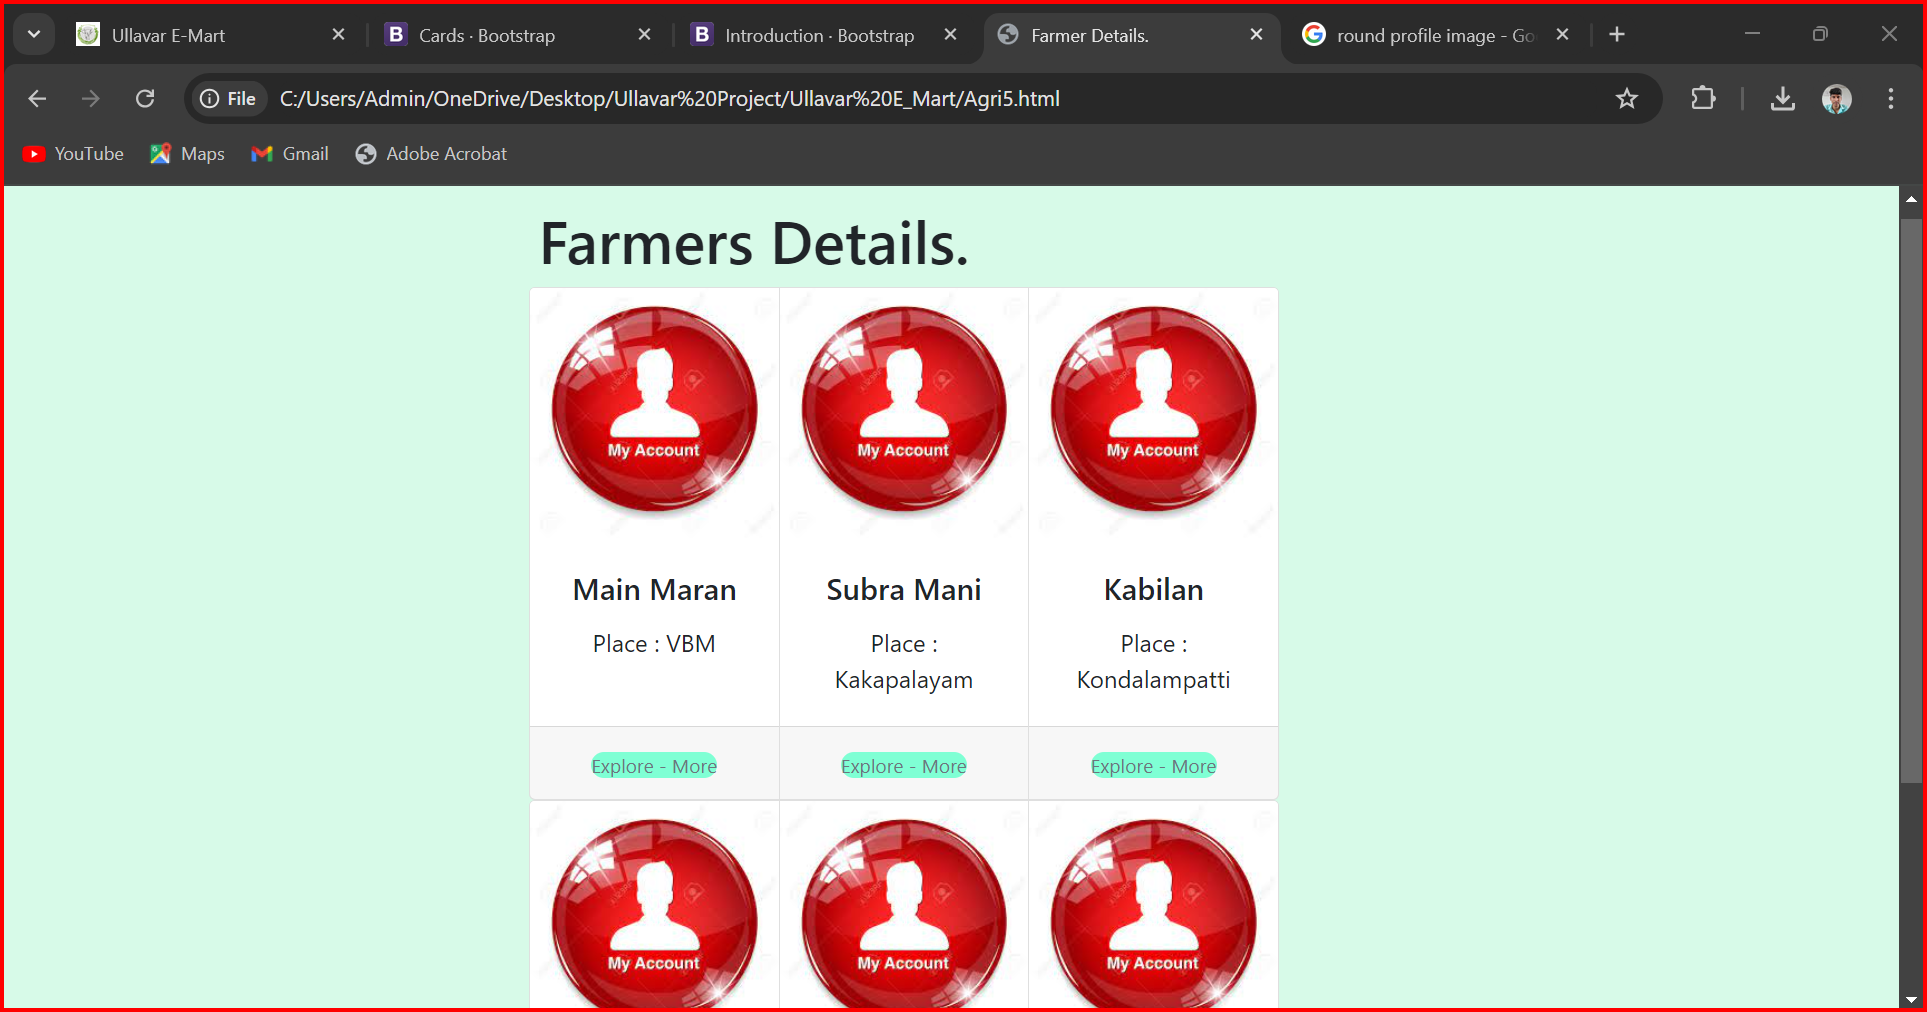 Ullavar E-Mart
Cards · Bootstrap
Introduction · Bootstrap
Farmer Details.
round profile image - Go
File
C:/Users/Admin/OneDrive/Desktop/Ullavar%20Project/Ullavar%20E_Mart/Agri5.html
YouTube
Maps
Gmail
Adobe Acrobat
Farmers Details.
My Account
My Account
My Account
Main Maran
Subra Mani
Kabilan
Place : VBM
Place :
Kakapalayam
Place :
Kondalampatti
Explore - More
Explore - More
Explore - More
My Account
My Account
My Account